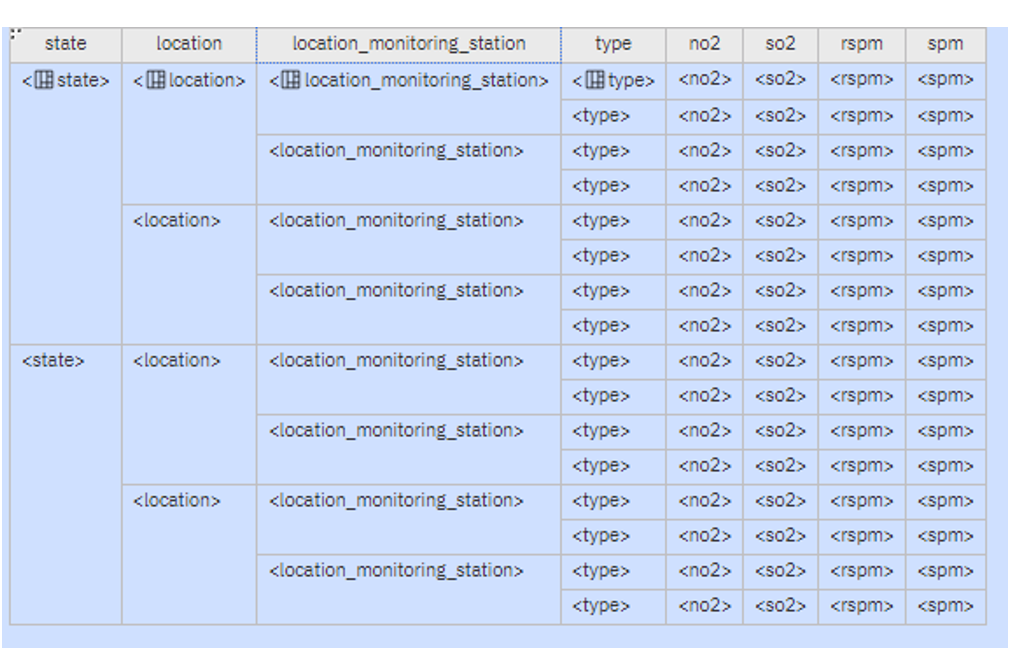 state location location_monitoring_station type no2 so2 rspm spm
<state> <location> <location_monitoring_station> <type> <no2> <so2> <rspm> <spm>
<type> <no2> <so2> <rspm> <spm>
<location_monitoring_station> <type> <no2> <so2> <rspm> <spm>
<type> <no2> <so2> <rspm> <spm>
<location> <location_monitoring_station> <type> <no2> <so2> <rspm> <spm>
<type> <no2> <so2> <rspm> <spm>
<location_monitoring_station> <type> <no2> <so2> <rspm> <spm>
<type> <no2> <so2> <rspm> <spm>
<state> <location> <location_monitoring_station> <type> <no2> <so2> <rspm> <spm>
<type> <no2> <so2> <rspm> <spm>
<location_monitoring_station> <type> <no2> <so2> <rspm> <spm>
<type> <no2> <so2> <rspm> <spm>
<location> <location_monitoring_station> <type> <no2> <so2> <rspm> <spm>
<type> <no2> <so2> <rspm> <spm>
<location_monitoring_station> <type> <no2> <so2> <rspm> <spm>
<type> <no2> <so2> <rspm> <spm>